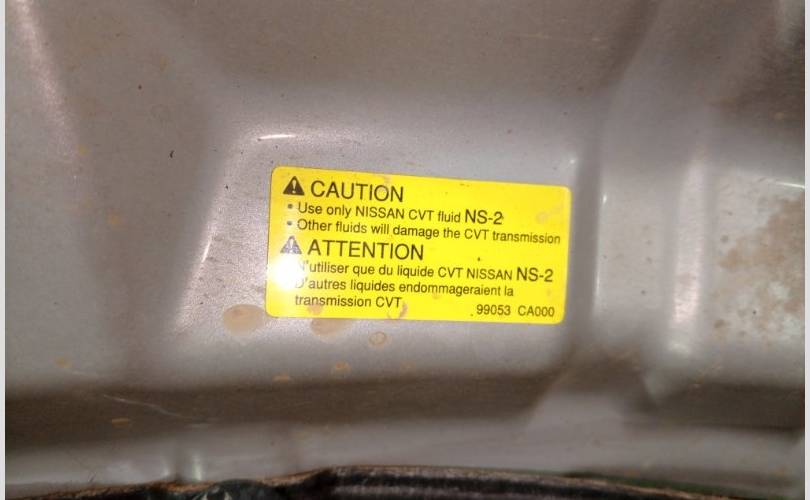 CAUTION
• Use only NISSAN CVT fluid NS-2
• Other fluids will damage the CVT transmission
ATTENTION
N'utiliser que du liquide CVT NISSAN NS-2
D'autres liquides endommageraient la
transmission CVT
99053 CA000